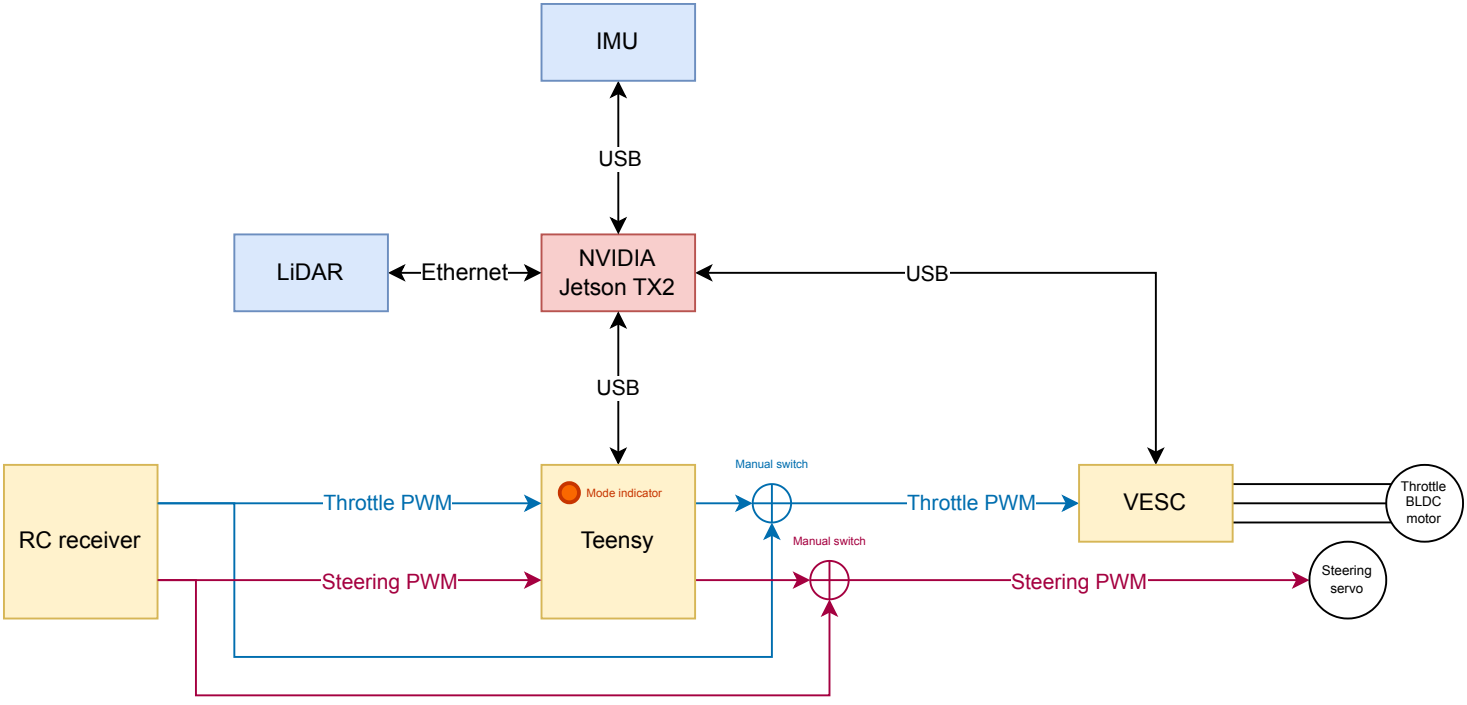 IMU
USB
LiDAR
Ethernet
NVIDIA
Jetson TX2
USB
USB
Manual switch
RC receiver
Throttle PWM
Mode indicator
Teensy
Throttle PWM
VESC
Throttle
BLDC
motor
Manual switch
Steering PWM
Steering PWM
Steering
servo